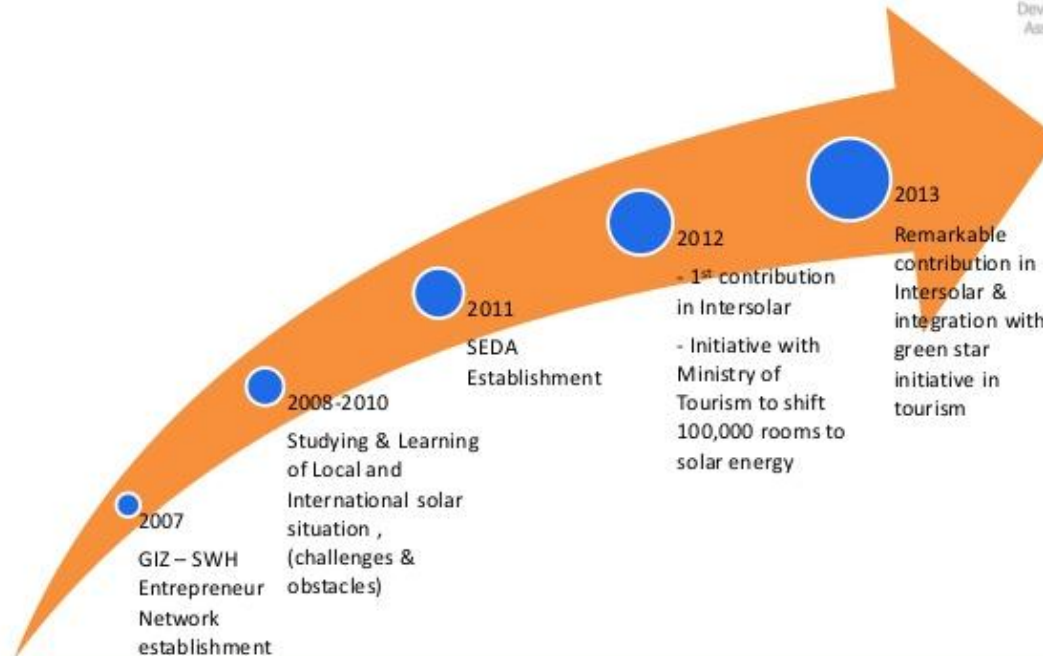 Dev
As
2007
GIZ – SWH
Entrepreneur
Network
establishment
2008-2010
Studying & Learning
of Local and
International solar
situation ,
(challenges &
obstacles)
2011
SEDA
Establishment
2012
- 1st contribution
in Intersolar
- Initiative with
Ministry of
Tourism to shift
100,000 rooms to
solar energy
2013
Remarkable
contribution in
Intersolar &
integration with
green star
initiative in
tourism